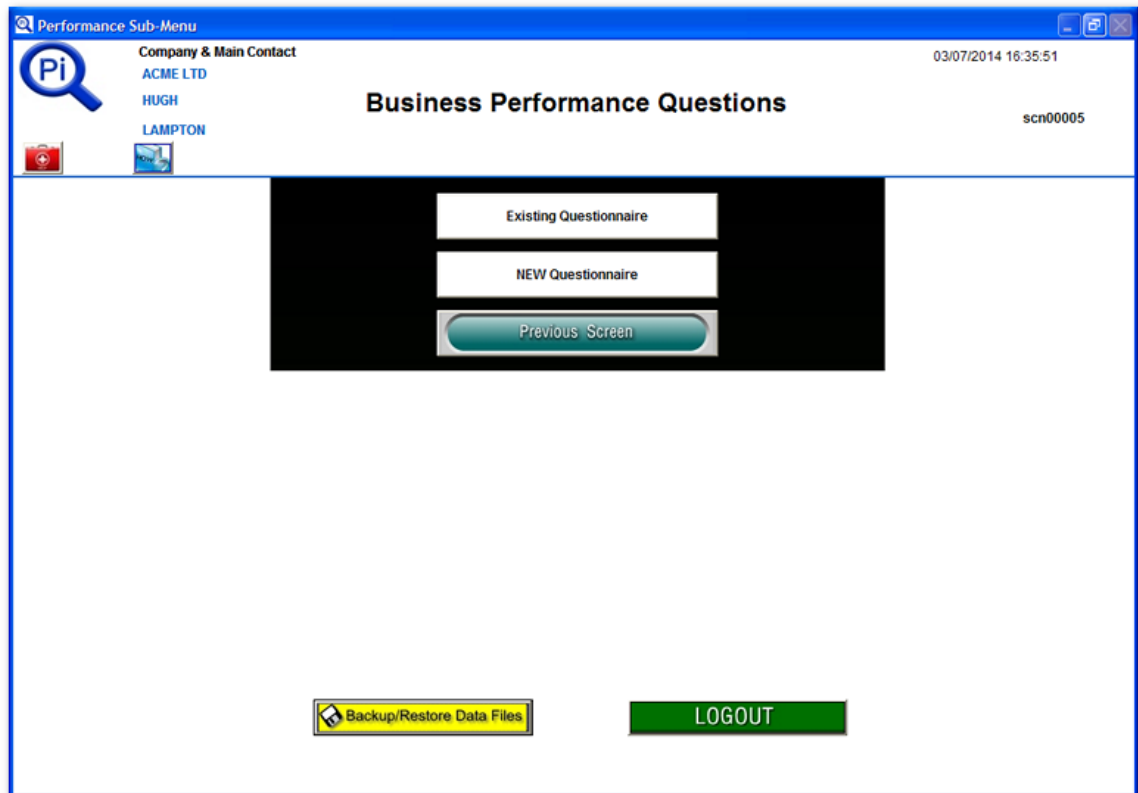 Performance Sub-Menu
Pi
Company & Main Contact
ACME LTD
HUGH
LAMPTON
03/07/2014 16:35:51
Business Performance Questions
scn00005
Existing Questionnaire
NEW Questionnaire
Previous Screen
Backup/Restore Data Files
LOGOUT